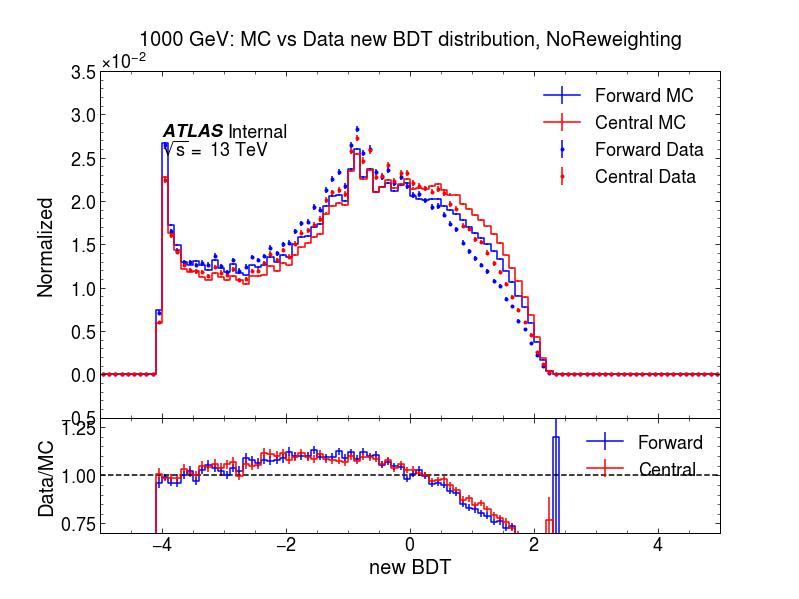 1000 GeV: MC vs Data new BDT distribution, NoReweighting
×10⁻²
3.5
3.0
2.5
2.0
1.5
1.0
0.5
0.0
0.5
Normalized
ATLAS Internal
√s = 13 TeV
Forward MC
Central MC
Forward Data
Central Data
1.25
1.00
0.75
Data/MC
Forward
Central
−4 −2 0 2 4
new BDT